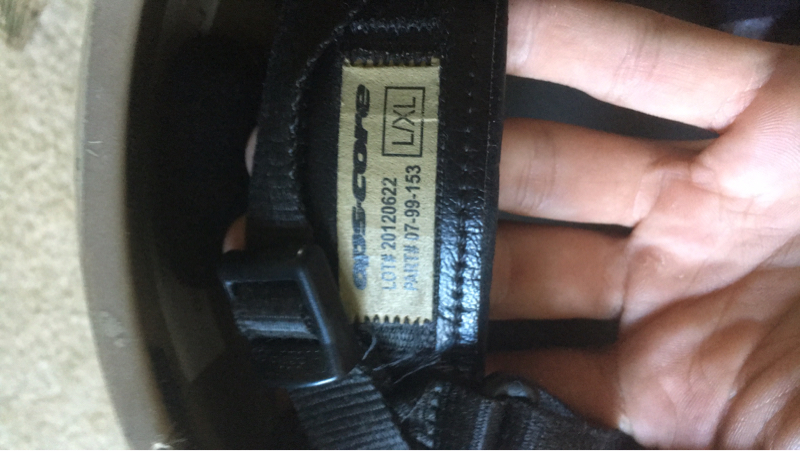 ops-core
L/XL
LOT# 20120622
PART# 07-99-153